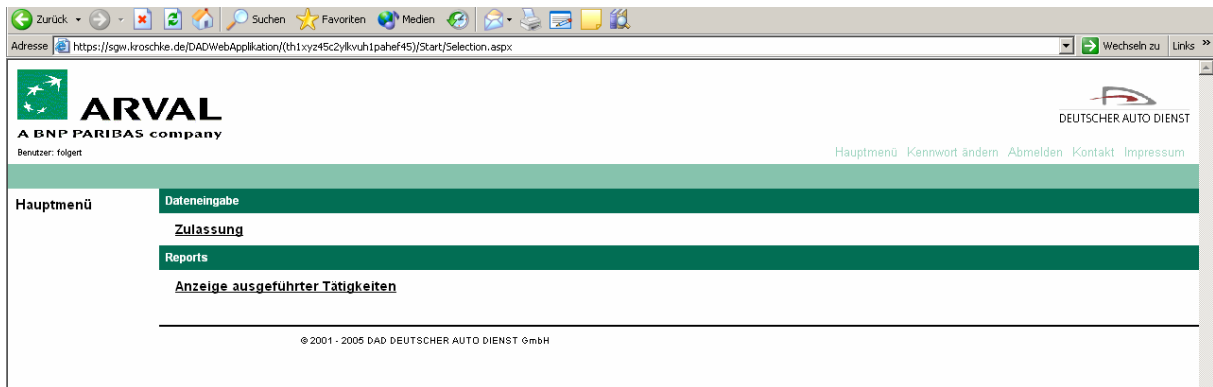 Zurück Suchen Favoriten Medien
Adresse https://sgw.kroschke.de/DADWebApplikation/(th1xyz45c2ylkvuh1pahef45)/Start/Selection.aspx Wechseln zu Links »
ARVAL
A BNP PARIBAS company
DEUTSCHER AUTO DIENST
Benutzer: folgert
Hauptmenü Kennwort ändern Abmelden Kontakt Impressum
Hauptmenü
Dateneingabe
Zulassung
Reports
Anzeige ausgeführter Tätigkeiten
© 2001 - 2005 DAD DEUTSCHER AUTO DIENST GmbH